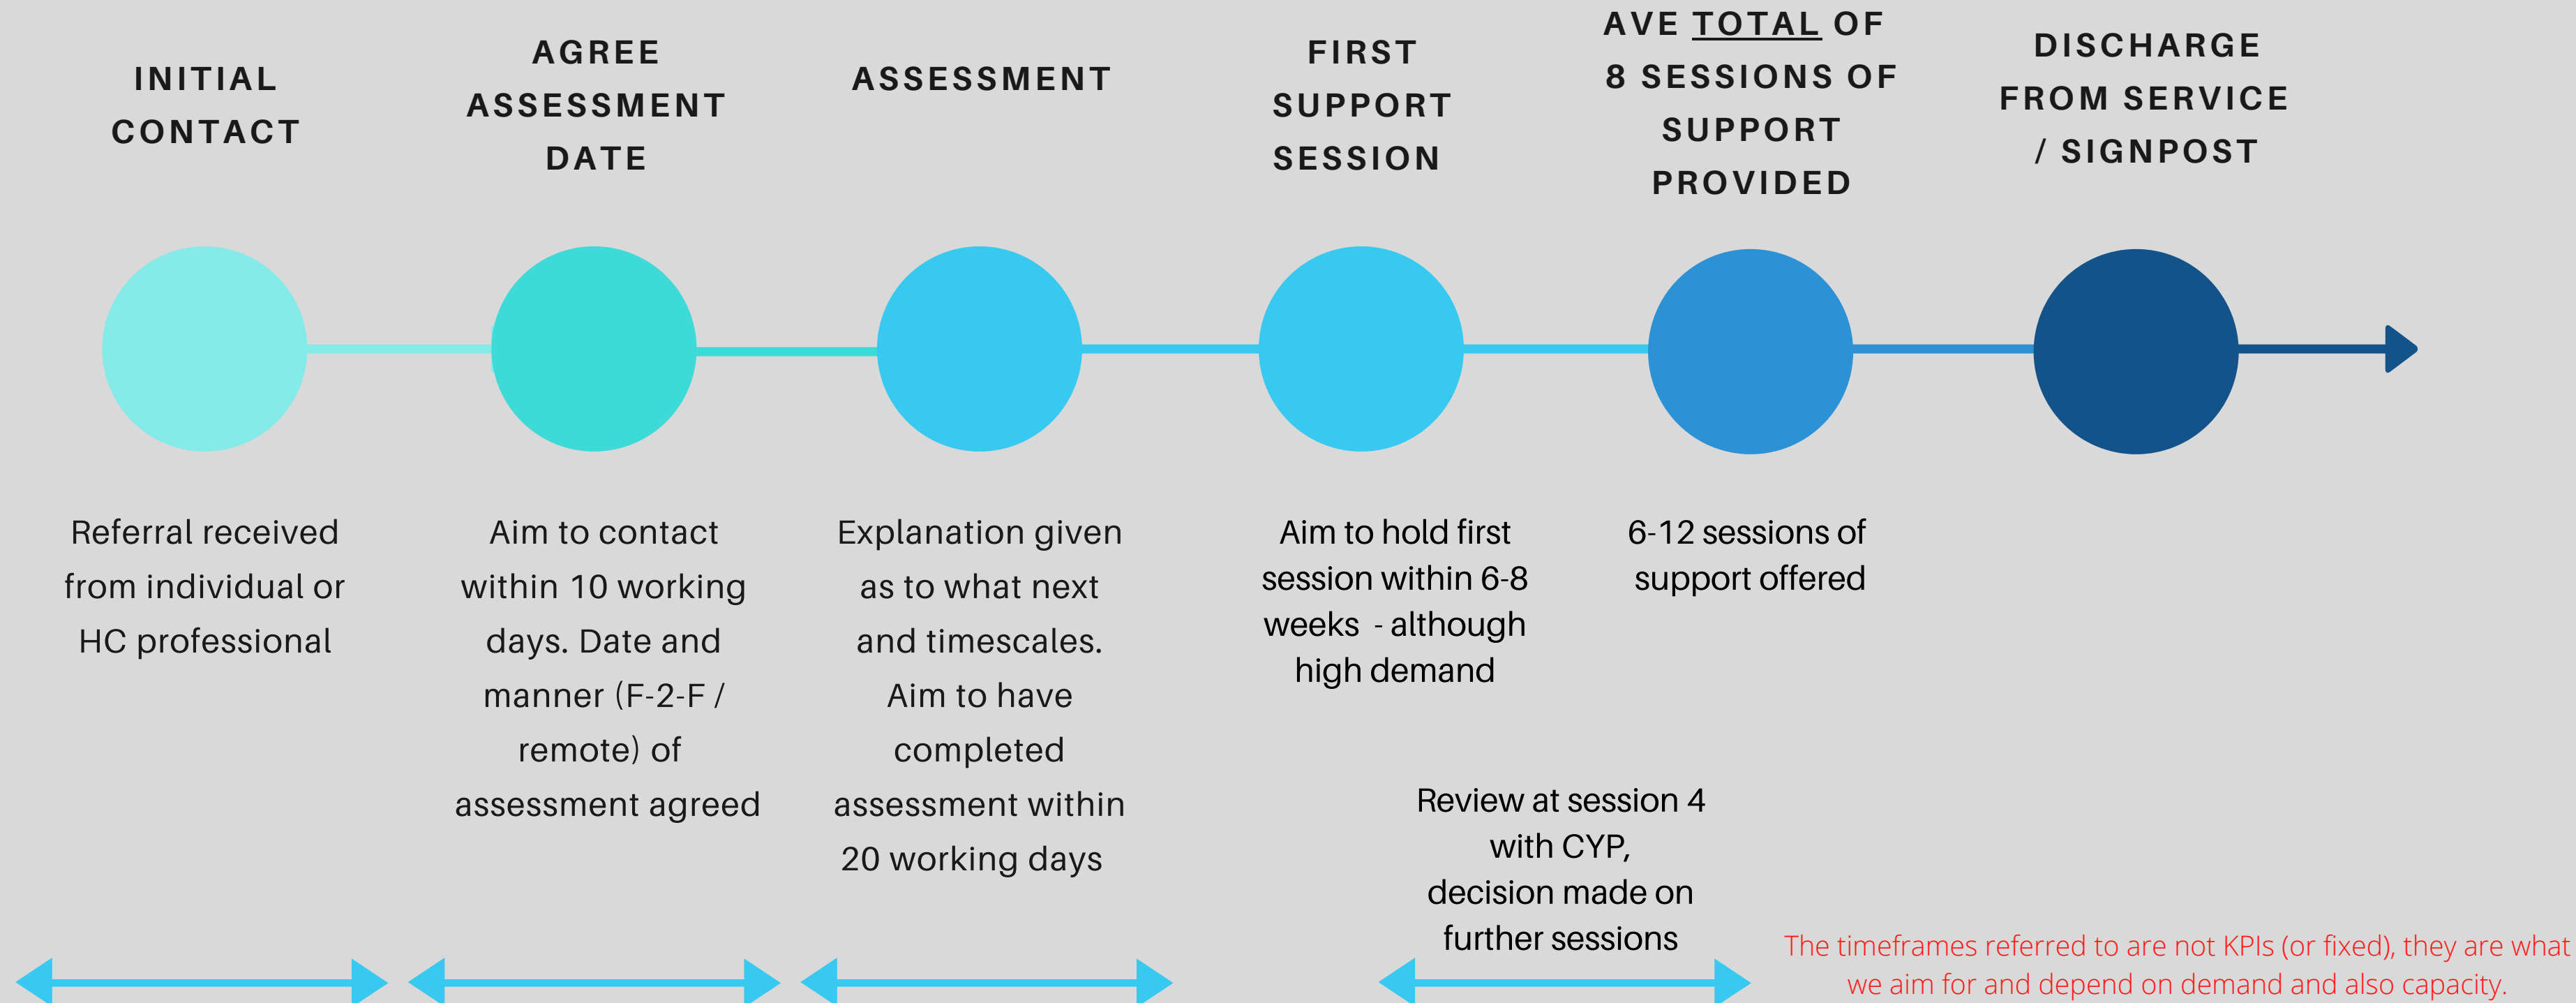 INITIAL
CONTACT
AGREE
ASSESSMENT
DATE
ASSESSMENT
FIRST
SUPPORT
SESSION
AVE TOTAL OF
8 SESSIONS OF
SUPPORT
PROVIDED
DISCHARGE
FROM SERVICE
/ SIGNPOST
Referral received
from individual or
HC professional
Aim to contact
within 10 working
days. Date and
manner (F-2-F /
remote) of
assessment agreed
Explanation given
as to what next
and timescales.
Aim to have
completed
assessment within
20 working days
Aim to hold first
session within 6-8
weeks - although
high demand
6-12 sessions of
support offered
Review at session 4
with CYP,
decision made on
further sessions
The timeframes referred to are not KPIs (or fixed), they are what
we aim for and depend on demand and also capacity.